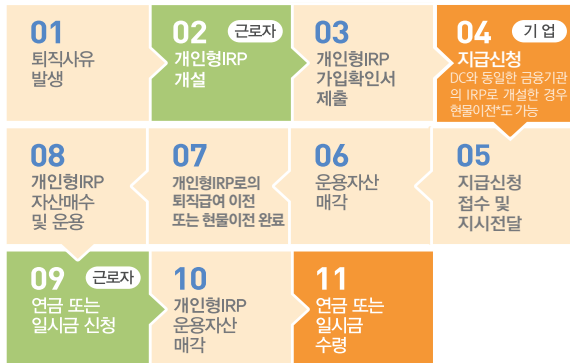 01
퇴직사유
발생
02 근로자
개인형IRP
개설
03
개인형IRP
가입확인서
제출
04 기 업
지급신청
DC와 동일한 금융기관
의 IRP로 개설한 경우
현물이전*도 가능
05
지급신청
접수 및
지시전달
06
운용자산
매각
07
개인형IRP로의
퇴직급여 이전
또는 현물이전 완료
08
개인형IRP
자산매수
및 운용
09 근로자
연금 또는
일시금 신청
10
개인형IRP
운용자산
매각
11
연금 또는
일시금
수령